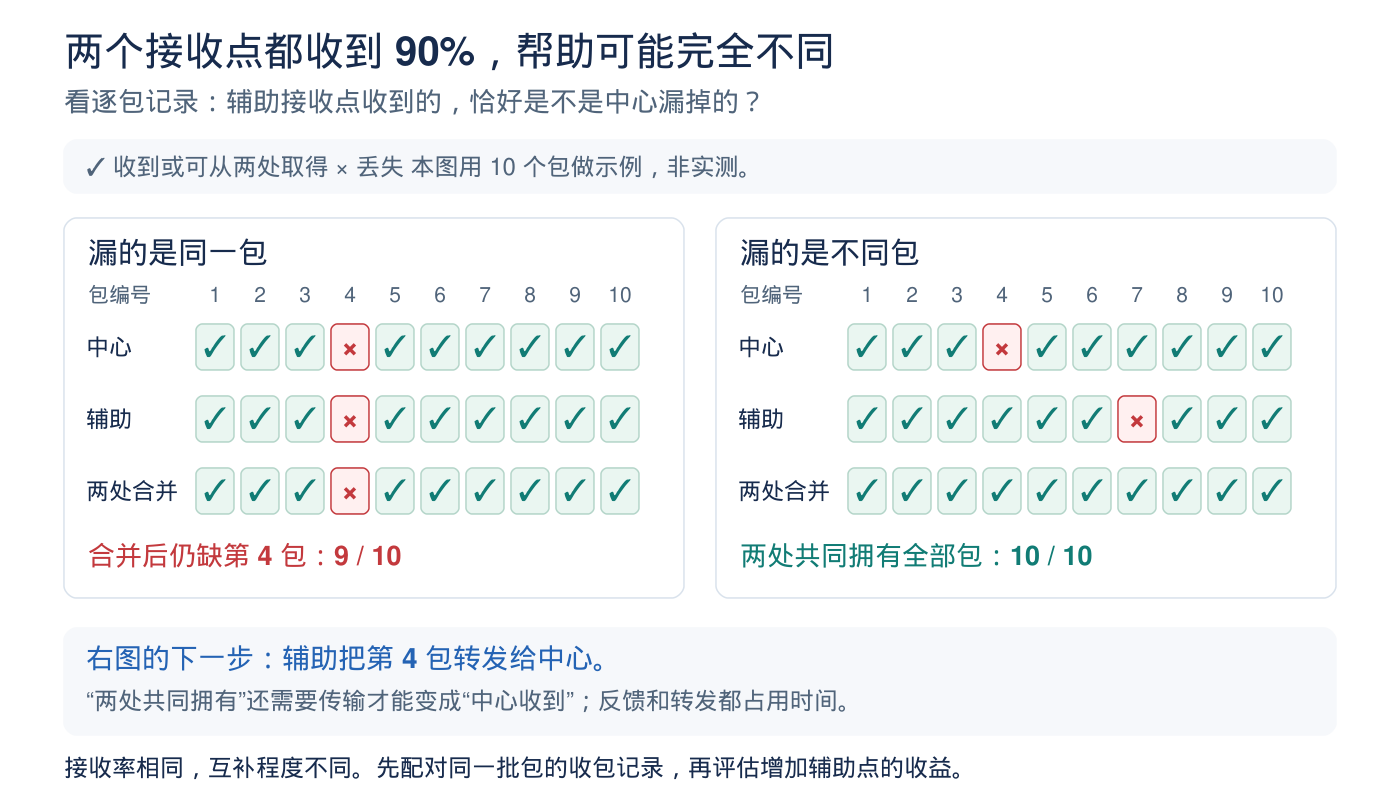 两个接收点都收到 90%，帮助可能完全不同
看逐包记录：辅助接收点收到的，恰好是不是中心漏掉的？
✓ 收到或可从两处取得 × 丢失 本图用 10 个包做示例，非实测。
漏的是同一包
包编号 1 2 3 4 5 6 7 8 9 10
中心 ✓ ✓ ✓ × ✓ ✓ ✓ ✓ ✓ ✓
辅助 ✓ ✓ ✓ × ✓ ✓ ✓ ✓ ✓ ✓
两处合并 ✓ ✓ ✓ × ✓ ✓ ✓ ✓ ✓ ✓
合并后仍缺第 4 包：9 / 10
漏的是不同包
包编号 1 2 3 4 5 6 7 8 9 10
中心 ✓ ✓ ✓ × ✓ ✓ ✓ ✓ ✓ ✓
辅助 ✓ ✓ ✓ ✓ ✓ ✓ × ✓ ✓ ✓
两处合并 ✓ ✓ ✓ ✓ ✓ ✓ ✓ ✓ ✓ ✓
两处共同拥有全部包：10 / 10
右图的下一步：辅助把第 4 包转发给中心。
“两处共同拥有”还需要传输才能变成“中心收到”；反馈和转发都占用时间。
接收率相同，互补程度不同。先配对同一批包的收包记录，再评估增加辅助点的收益。